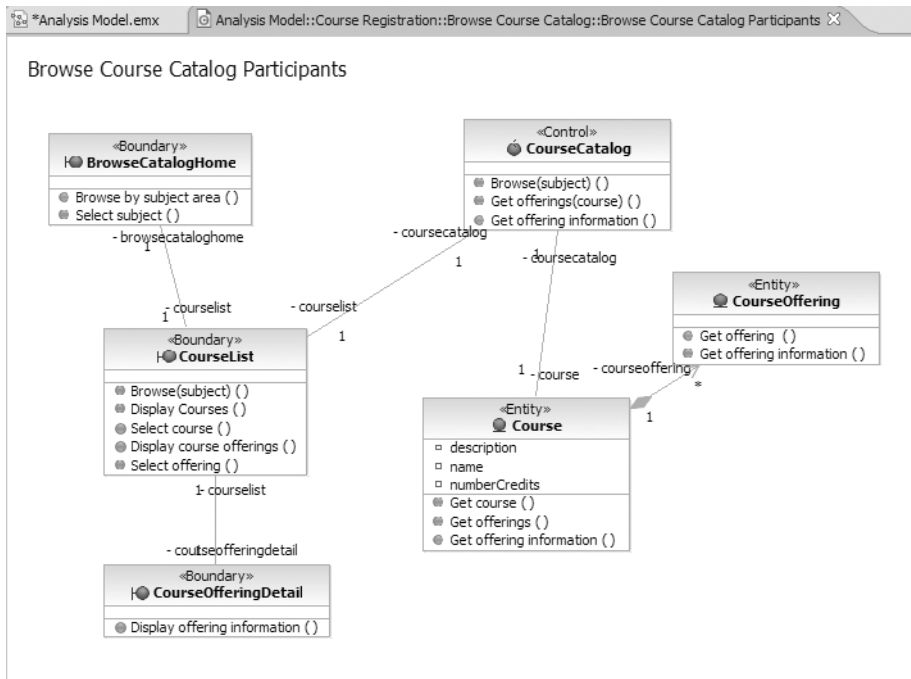 *Analysis Model.emx
Analysis Model::Course Registration::Browse Course Catalog::Browse Course Catalog Participants
Browse Course Catalog Participants
«Boundary»
BrowseCatalogHome
Browse by subject area ( )
Select subject ( )
- browsecataloghome
1
- courselist
1
«Control»
CourseCatalog
Browse(subject) ( )
Get offerings(course) ( )
Get offering information ( )
- coursecatalog
1
- courselist
1
1
- coursecatalog
1
- course
«Entity»
CourseOffering
Get offering ( )
Get offering information ( )
- courseoffering
*
1
«Boundary»
CourseList
Browse(subject) ( )
Display Courses ( )
Select course ( )
Display course offerings ( )
Select offering ( )
1
- courselist
- courseofferingdetail
1
«Entity»
Course
description
name
numberCredits
Get course ( )
Get offerings ( )
Get offering information ( )
«Boundary»
CourseOfferingDetail
Display offering information ( )